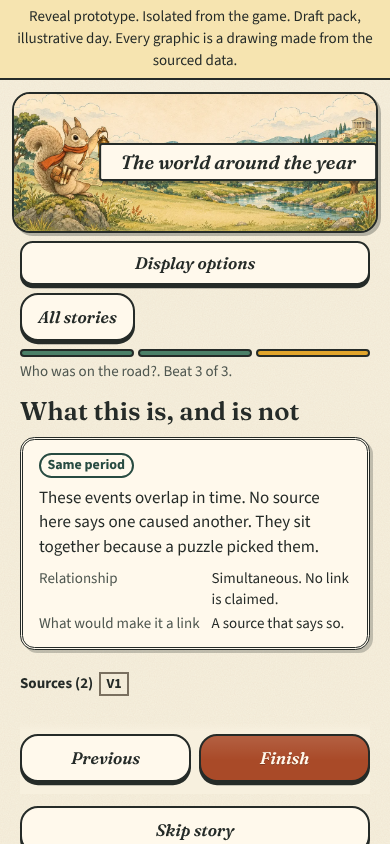 Reveal prototype. Isolated from the game. Draft pack,
illustrative day. Every graphic is a drawing made from the
sourced data.
The world around the year
Display options
All stories
Who was on the road?. Beat 3 of 3.
What this is, and is not
Same period
These events overlap in time. No source
here says one caused another. They sit
together because a puzzle picked them.
Relationship Simultaneous. No link
is claimed.
What would make it a link A source that says so.
Sources (2) V1
Previous Finish
Skip story